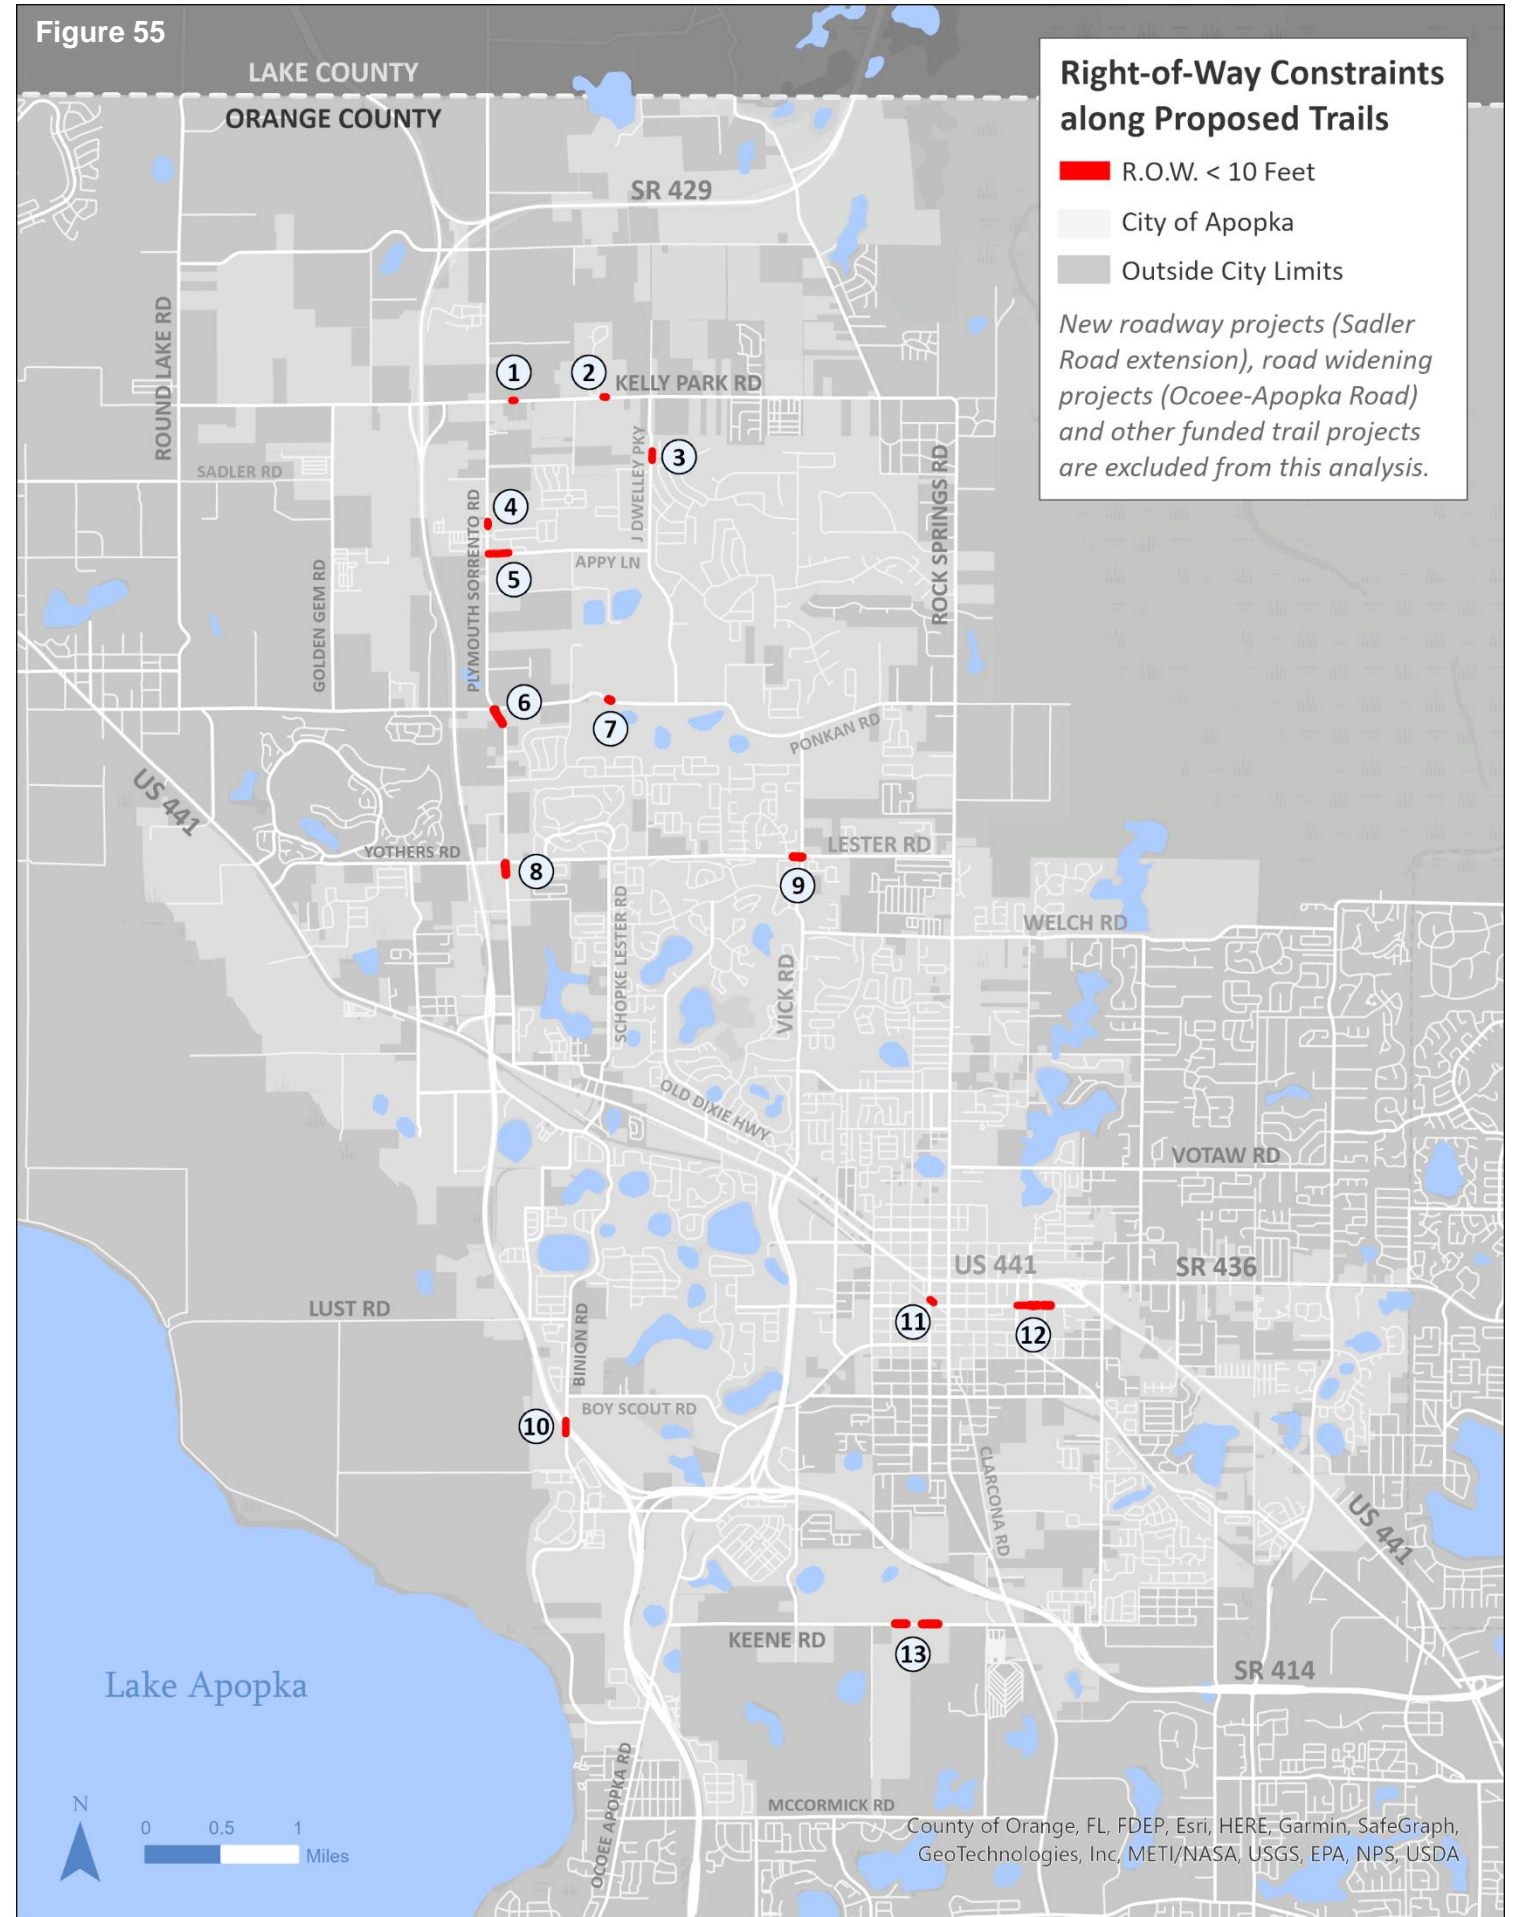 Figure 55
LAKE COUNTY
ORANGE COUNTY
Right-of-Way Constraints
along Proposed Trails
R.O.W. < 10 Feet
City of Apopka
Outside City Limits
New roadway projects (Sadler
Road extension), road widening
projects (Ocoee-Apopka Road)
and other funded trail projects
are excluded from this analysis.
SR 429
ROUND LAKE RD
1
2
KELLY PARK RD
3
J DWELLEY PKY
SADLER RD
4
PLYMOUTH SORRENTO RD
ROCK SPRINGS RD
5
APPY LN
GOLDEN GEM RD
6
7
PONKAN RD
US 441
YOTHERS RD
8
LESTER RD
9
SCHOPKE LESTER RD
WELCH RD
VICK RD
OLD DIXIE HWY
VOTAW RD
US 441
SR 436
LUST RD
11
12
BINION RD
10
BOY SCOUT RD
CLARCONA RD
US 441
KEENE RD
13
SR 414
Lake Apopka
OCOEE APOPKA RD
MCCORMICK RD
N
0 0.5 1
Miles
County of Orange, FL, FDEP, Esri, HERE, Garmin, SafeGraph,
GeoTechnologies, Inc, METI/NASA, USGS, EPA, NPS, USDA